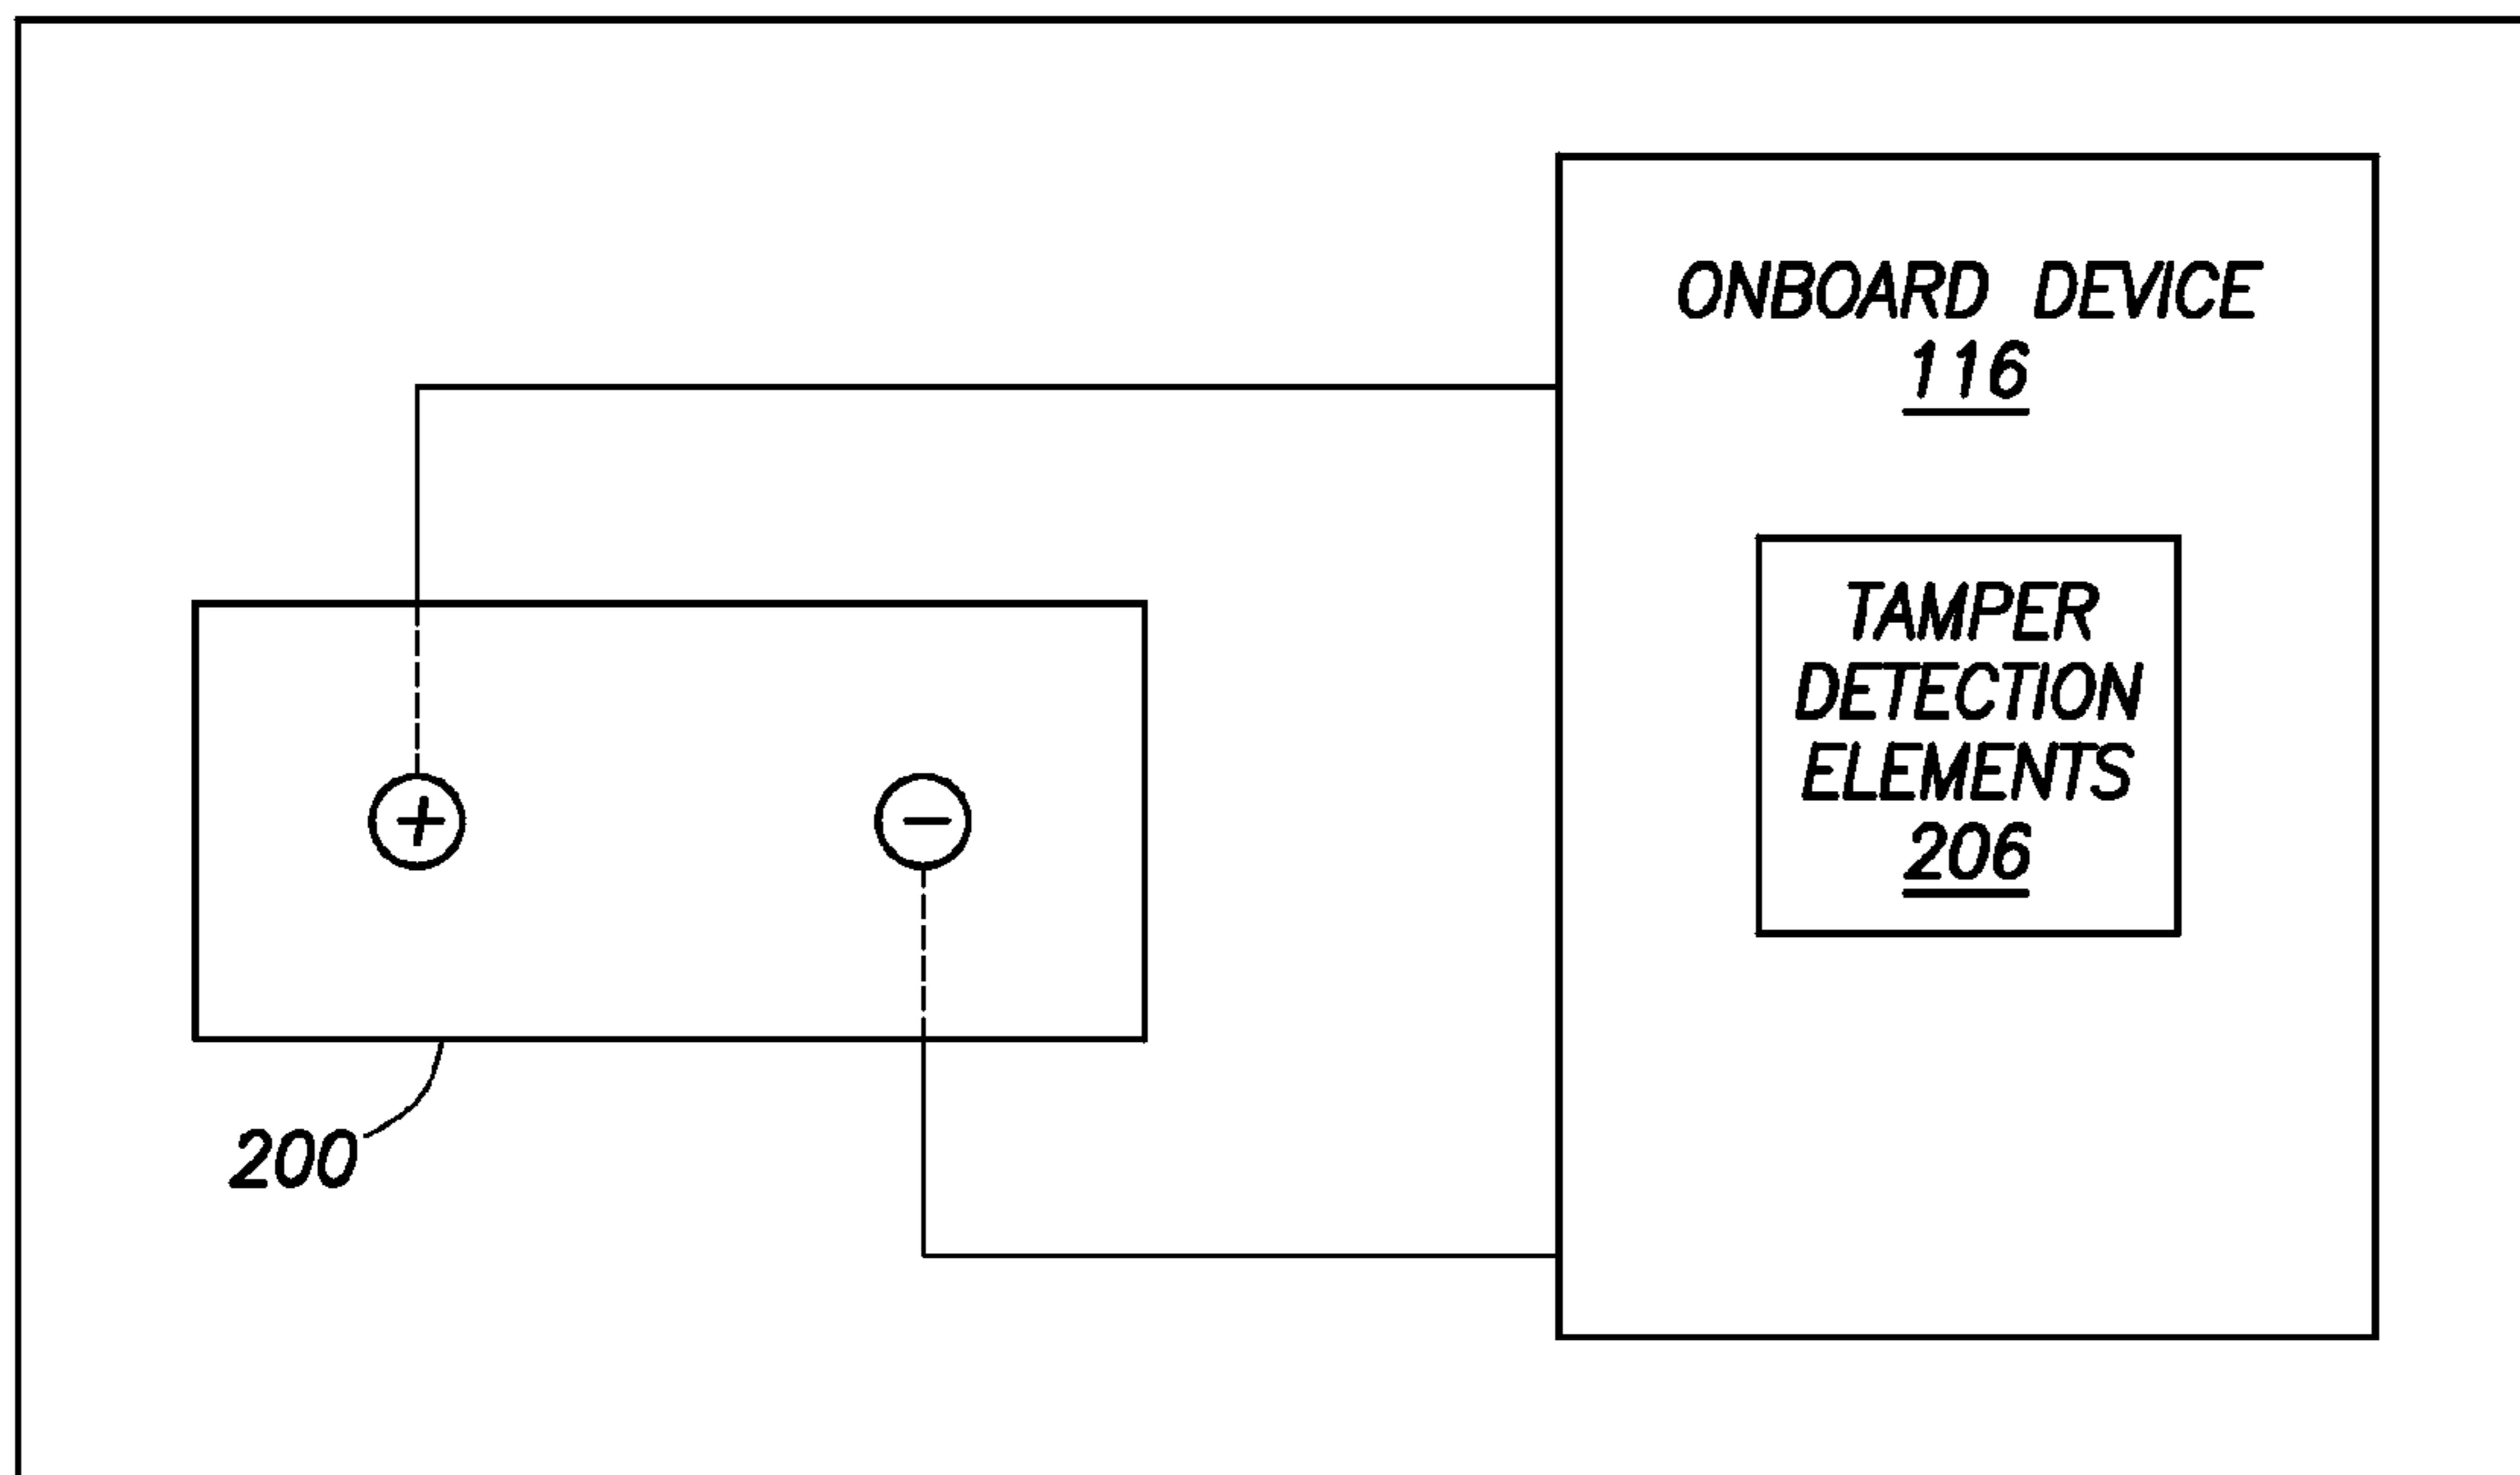 ONBOARD DEVICE
116
TAMPER
DETECTION
ELEMENTS
206
+
−
200